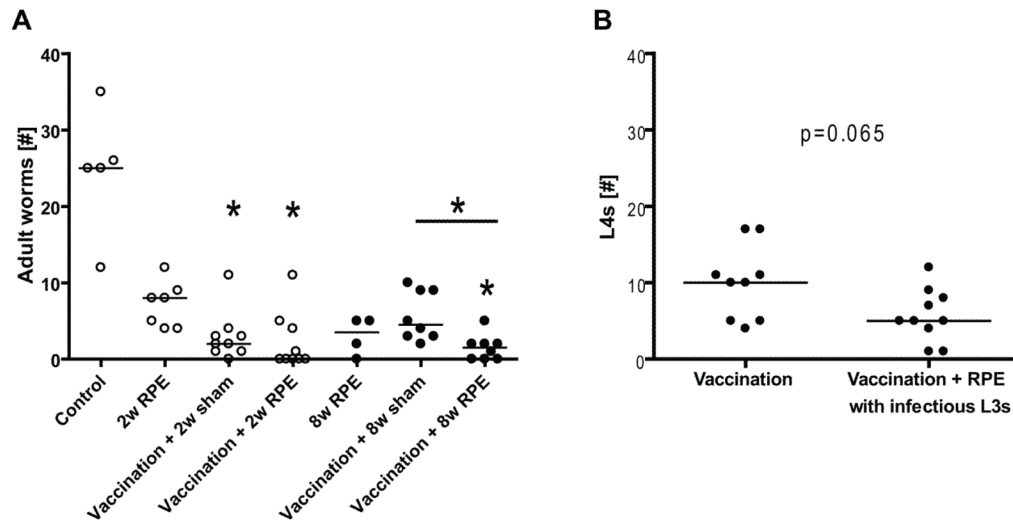 A
Adult worms [#]
40
30
20
10
0
*
*
*
*
Control
2w RPE
Vaccination + 2w sham
Vaccination + 2w RPE
8w RPE
Vaccination + 8w sham
Vaccination + 8w RPE
B
L4s [#]
40
30
20
10
0
p=0.065
Vaccination
Vaccination + RPE
with infectious L3s